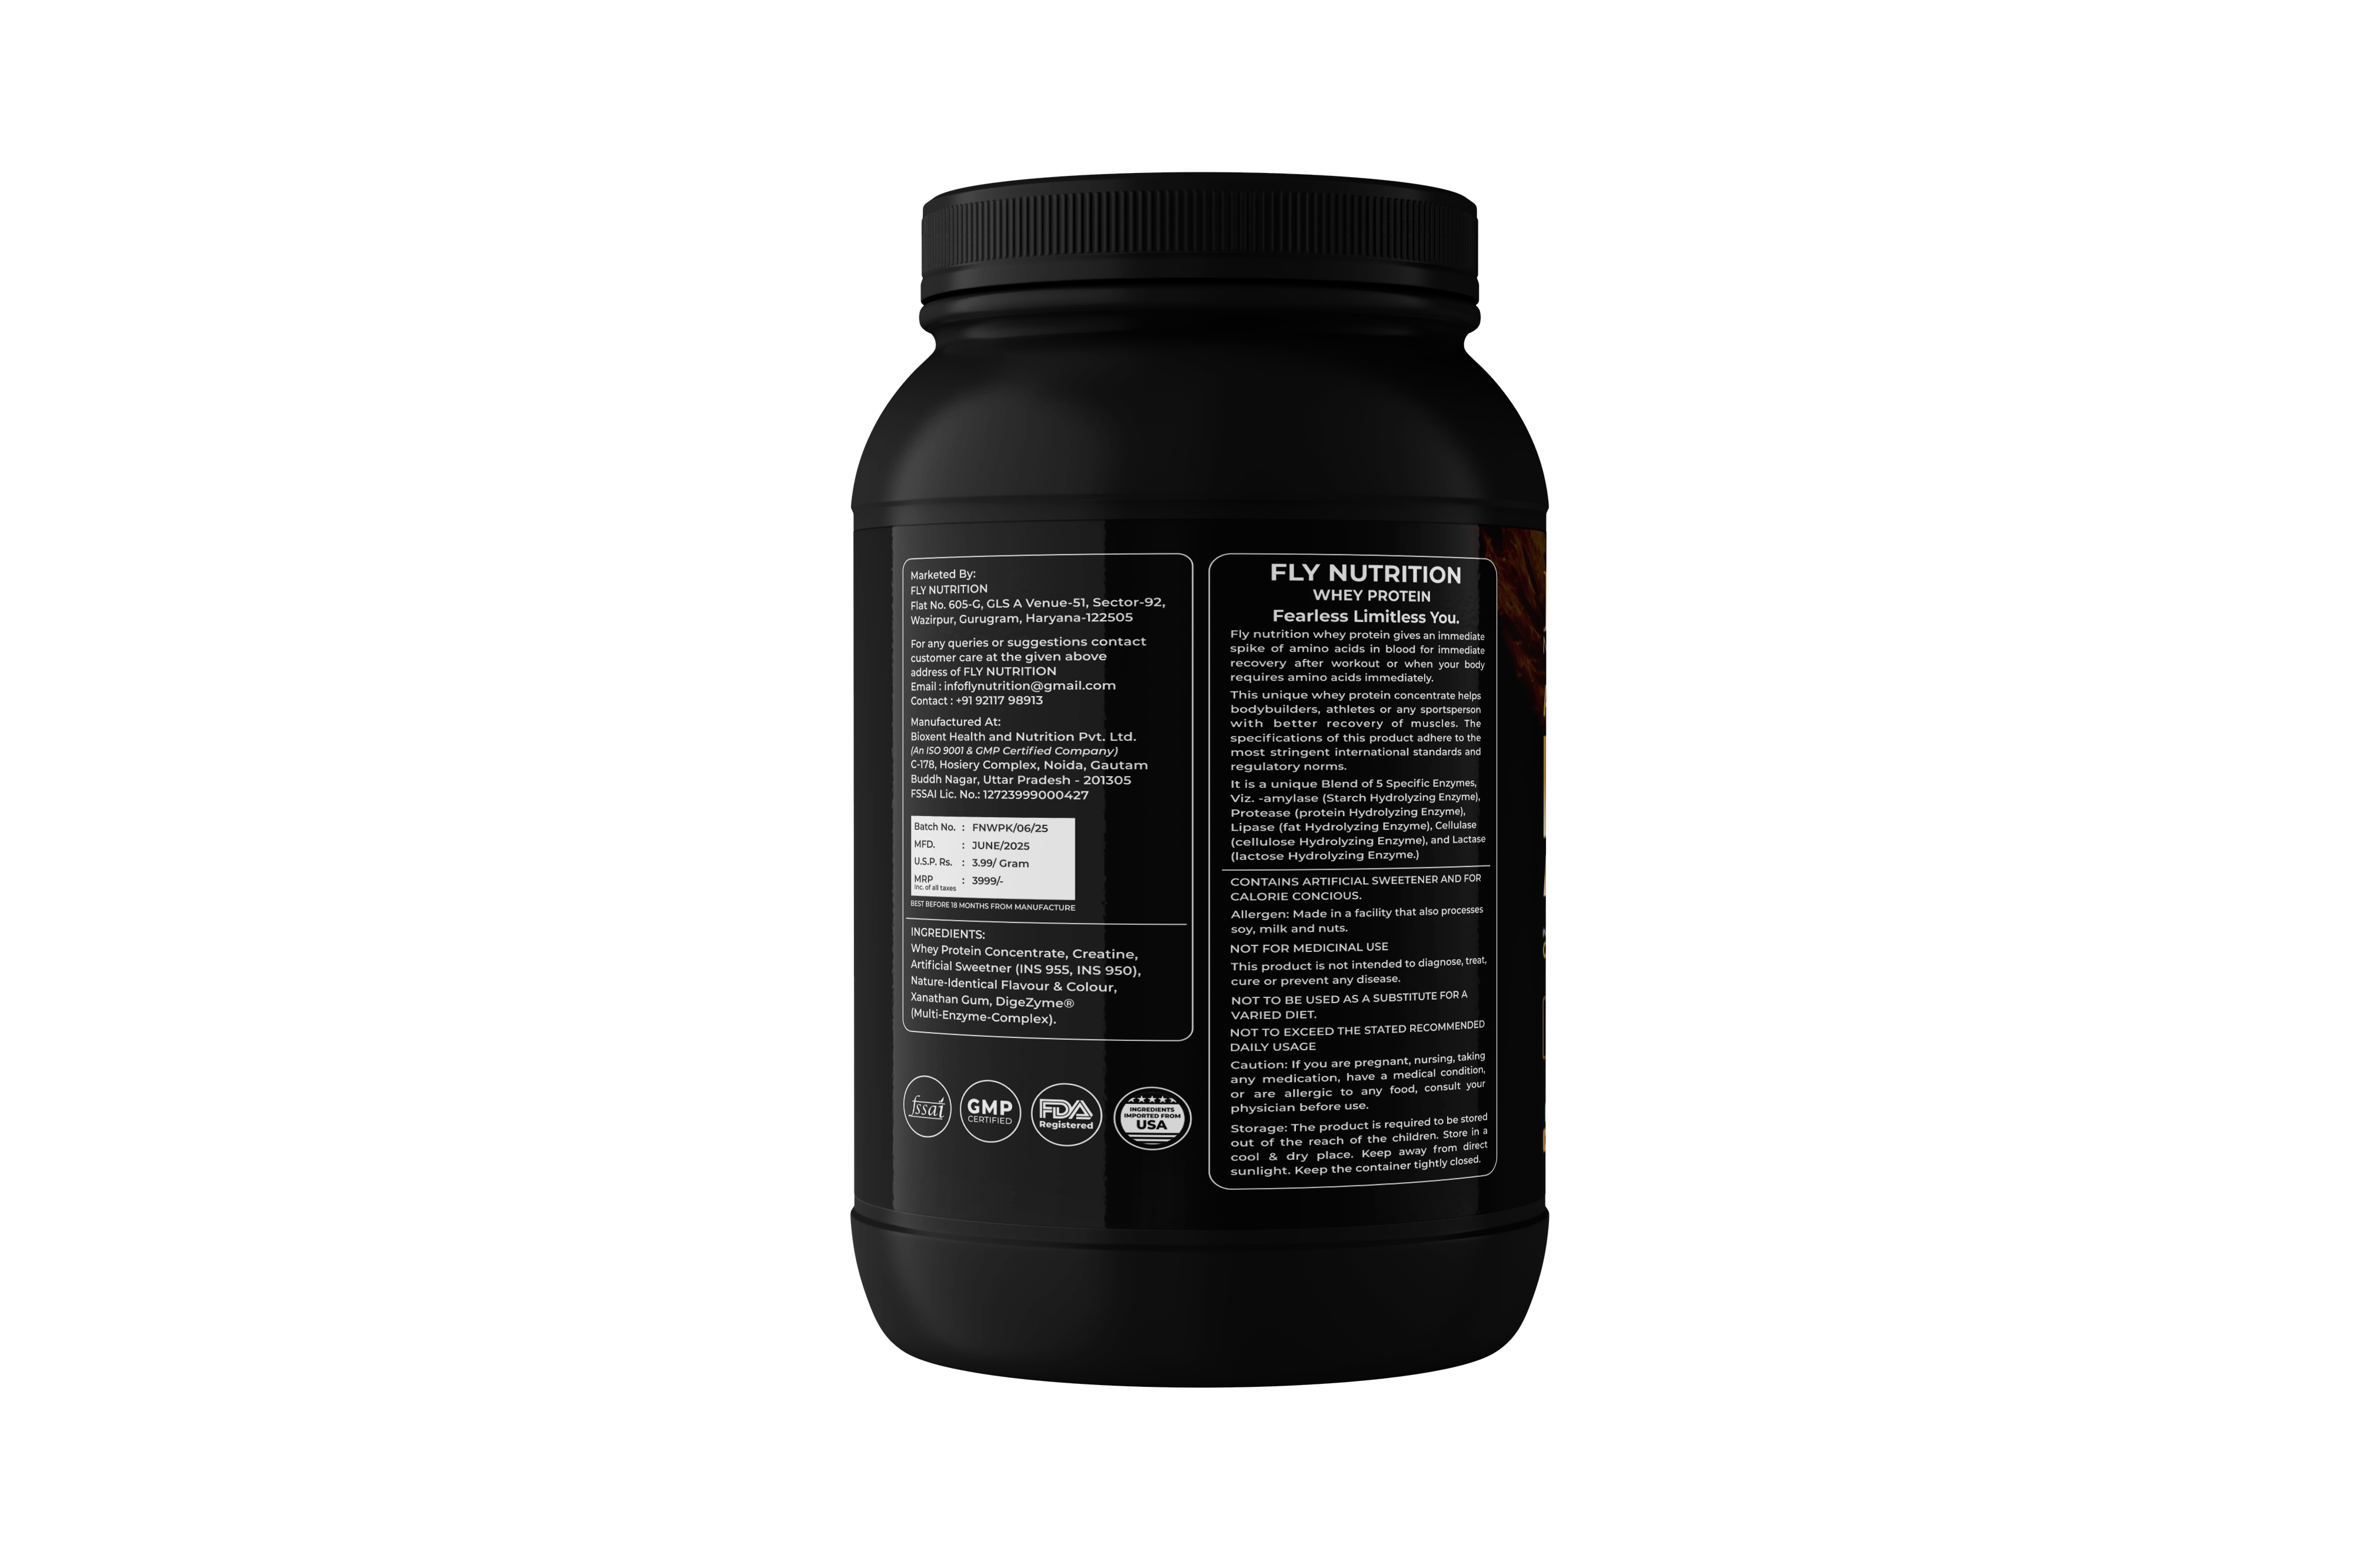 Marketed By:
FLY NUTRITION
Flat No. 605-G, GLS A Venue-51, Sector-92,
Wazirpur, Gurugram, Haryana-122505
For any queries or suggestions contact
customer care at the given above
address of FLY NUTRITION
Email : infoflynutrition@gmail.com
Contact : +91 92117 98913
Manufactured At:
Bioxent Health and Nutrition Pvt. Ltd.
(An ISO 9001 & GMP Certified Company)
C-178, Hosiery Complex, Noida, Gautam
Buddh Nagar, Uttar Pradesh - 201305
FSSAI Lic. No.: 12723999000427
Batch No. : FNWPK/06/25
MFD. : JUNE/2025
U.S.P. Rs. : 3.99/ Gram
MRP : 3999/-
Inc. of all taxes
BEST BEFORE 18 MONTHS FROM MANUFACTURE
INGREDIENTS:
Whey Protein Concentrate, Creatine,
Artificial Sweetner (INS 955, INS 950),
Nature-Identical Flavour & Colour,
Xanathan Gum, DigeZyme®
(Multi-Enzyme-Complex).
fssai
GMP
CERTIFIED
FDA
Registered
INGREDIENTS
IMPORTED FROM
USA
FLY NUTRITION
WHEY PROTEIN
Fearless Limitless You.
Fly nutrition whey protein gives an immediate
spike of amino acids in blood for immediate
recovery after workout or when your body
requires amino acids immediately.
This unique whey protein concentrate helps
bodybuilders, athletes or any sportsperson
with better recovery of muscles. The
specifications of this product adhere to the
most stringent international standards and
regulatory norms.
It is a unique Blend of 5 Specific Enzymes,
Viz. -amylase (Starch Hydrolyzing Enzyme),
Protease (protein Hydrolyzing Enzyme),
Lipase (fat Hydrolyzing Enzyme), Cellulase
(cellulose Hydrolyzing Enzyme), and Lactase
(lactose Hydrolyzing Enzyme.)
CONTAINS ARTIFICIAL SWEETENER AND FOR
CALORIE CONCIOUS.
Allergen: Made in a facility that also processes
soy, milk and nuts.
NOT FOR MEDICINAL USE
This product is not intended to diagnose, treat,
cure or prevent any disease.
NOT TO BE USED AS A SUBSTITUTE FOR A
VARIED DIET.
NOT TO EXCEED THE STATED RECOMMENDED
DAILY USAGE
Caution: If you are pregnant, nursing, taking
any medication, have a medical condition,
or are allergic to any food, consult your
physician before use.
Storage: The product is required to be stored
out of the reach of the children. Store in a
cool & dry place. Keep away from direct
sunlight. Keep the container tightly closed.